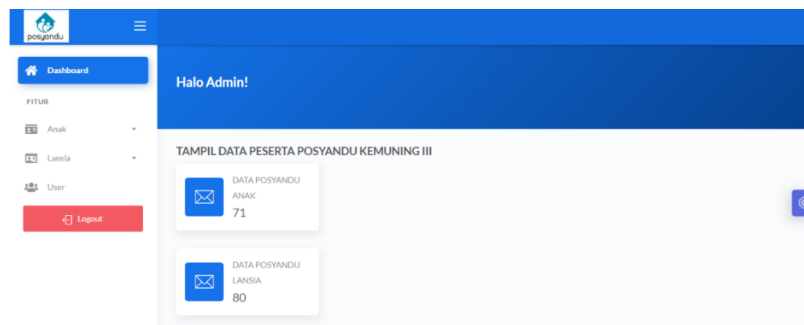 posyandu
Dashboard
FITUR
Anak
Lansia
User
Logout
Halo Admin!
TAMPIL DATA PESERTA POSYANDU KEMUNING III
DATA POSYANDU
ANAK
71
DATA POSYANDU
LANSIA
80